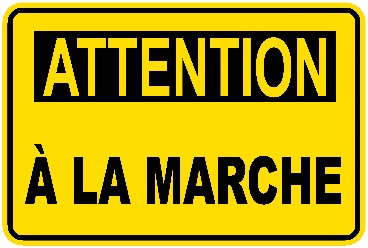 ATTENTION
À LA MARCHE